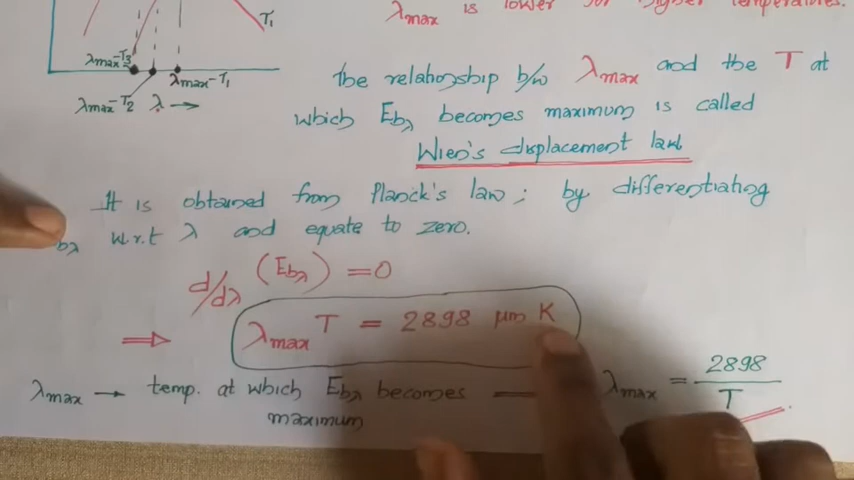 T₁
λmax is lower for higher temperatures.
λmax-T₃
λmax-T₁
λmax-T₂ λ →
the relationship b/w λmax and the T at
which Ebλ becomes maximum is called
Wien's displacement law.
It is obtained from Planck's law ; by differentiating
bλ w.r.t λ and equate to zero.
d/dλ (Ebλ) = 0
⇒ λmax T = 2898 μm K
λmax → temp. at which Ebλ becomes
maximum
λmax = 2898 / T